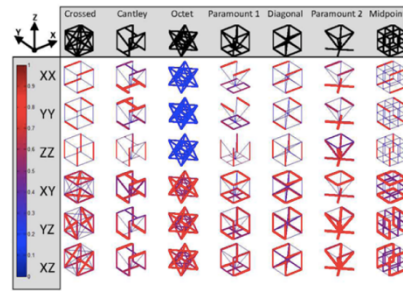 Crossed Cantley Octet Paramount 1 Diagonal Paramount 2 Midpoin
Z
Y X
1
0.9
0.8
0.7
0.6
0.5
0.4
0.3
0.2
0.1
0
XX
YY
ZZ
XY
YZ
XZ